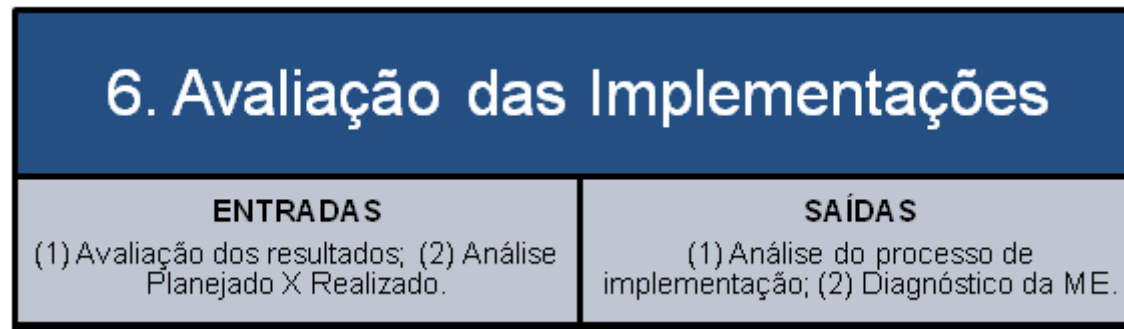 6. Avaliação das Implementações
ENTRADAS
(1) Avaliação dos resultados; (2) Análise
Planejado X Realizado.
SAÍDAS
(1) Análise do processo de
implementação; (2) Diagnóstico da ME.